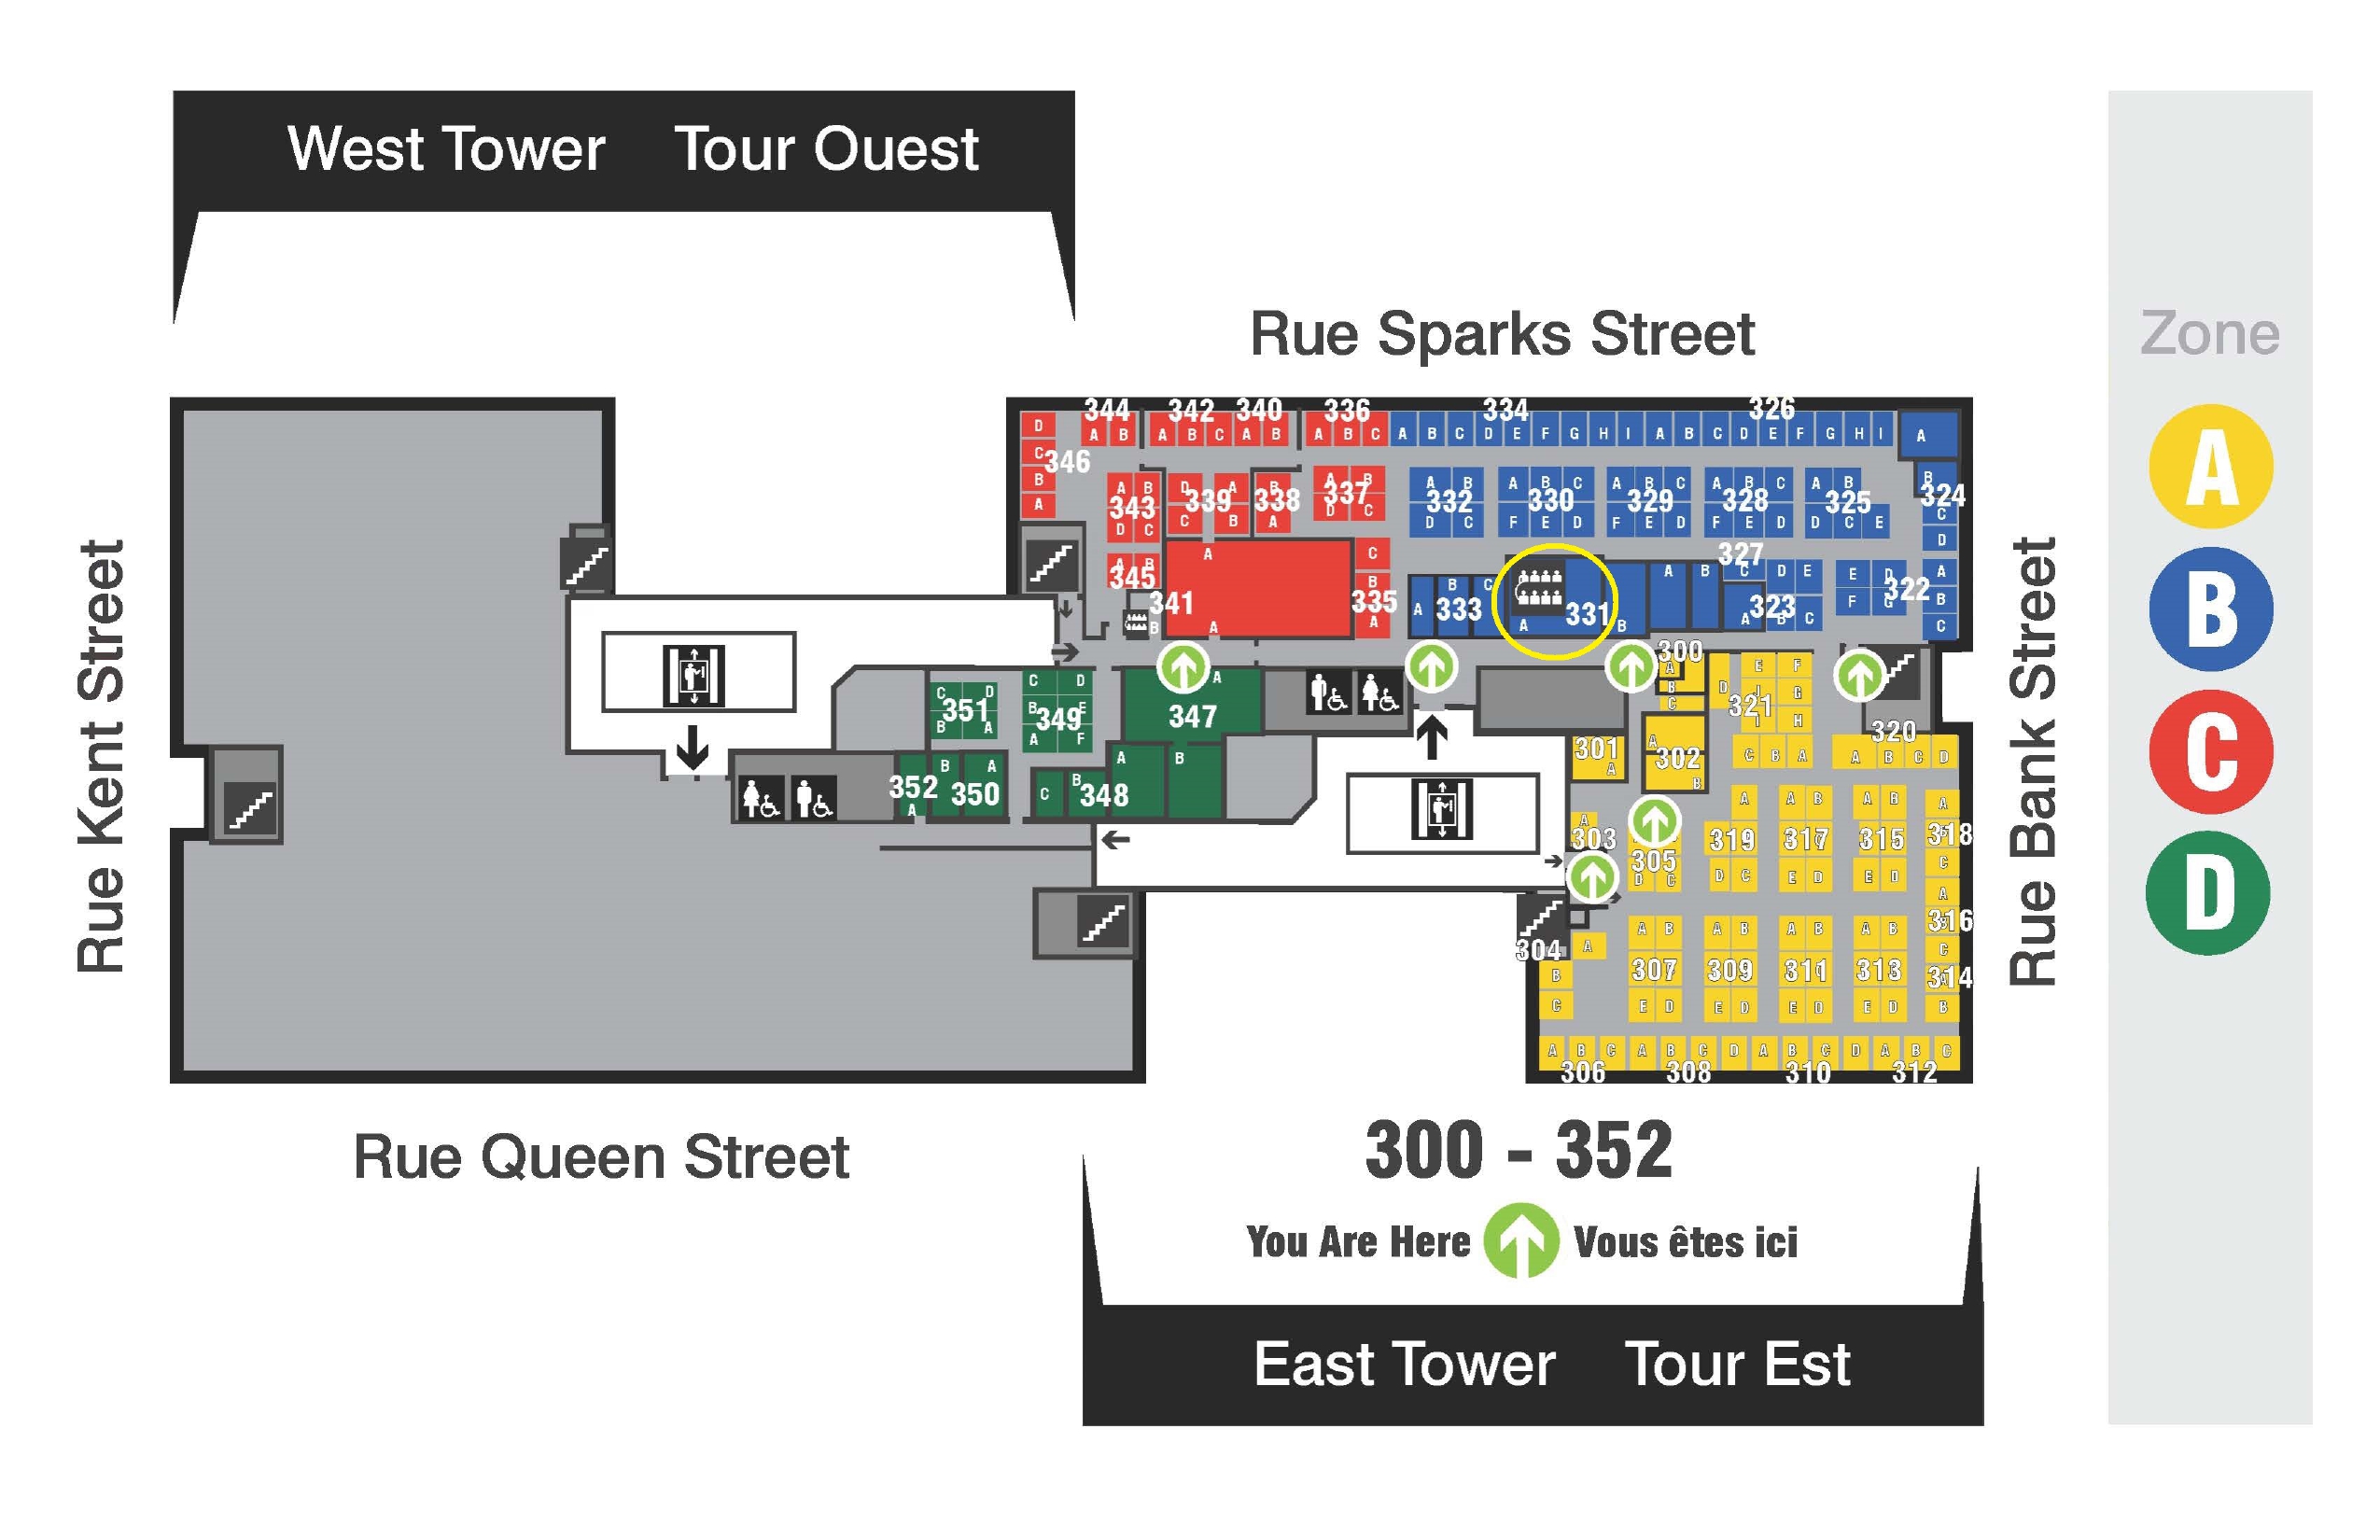 West Tower Tour Ouest
Rue Sparks Street
Zone
A
B
C
D
Rue Kent Street
Rue Bank Street
344 342 340 336 334 326
D A B A B C A B A B C A B C D E F G H I A B C D E F G H I A
C 346
B
A
A B D A B A B A B A B C A B C A B C A B B
343 339 338 337 332 330 329 328 325 324
D C C B A D C D C F E D F E D F E D D C E C
D
A B A C 327
345 B A B C D E E D A
341 335 A B C 333 331 A 323 B C F G 322 B
B A A A B C
300
A
B
C
C D C D A D E F
351 B 349 E 347 321 J G
B A A F I H
320
301 A A 302 B C B A A B C D
B A A B
352 350 C B 348
A
A A A B A B A
303 305 319 317 315 318
D C D C E D E D C
A
316
C
304 A A B A B A B A B
B 307 309 311 313 314
C E D E D E D E D B
A B C A B C D A B C D A B C
306 308 310 312
Rue Queen Street
300 - 352
You Are Here Vous êtes ici
East Tower Tour Est